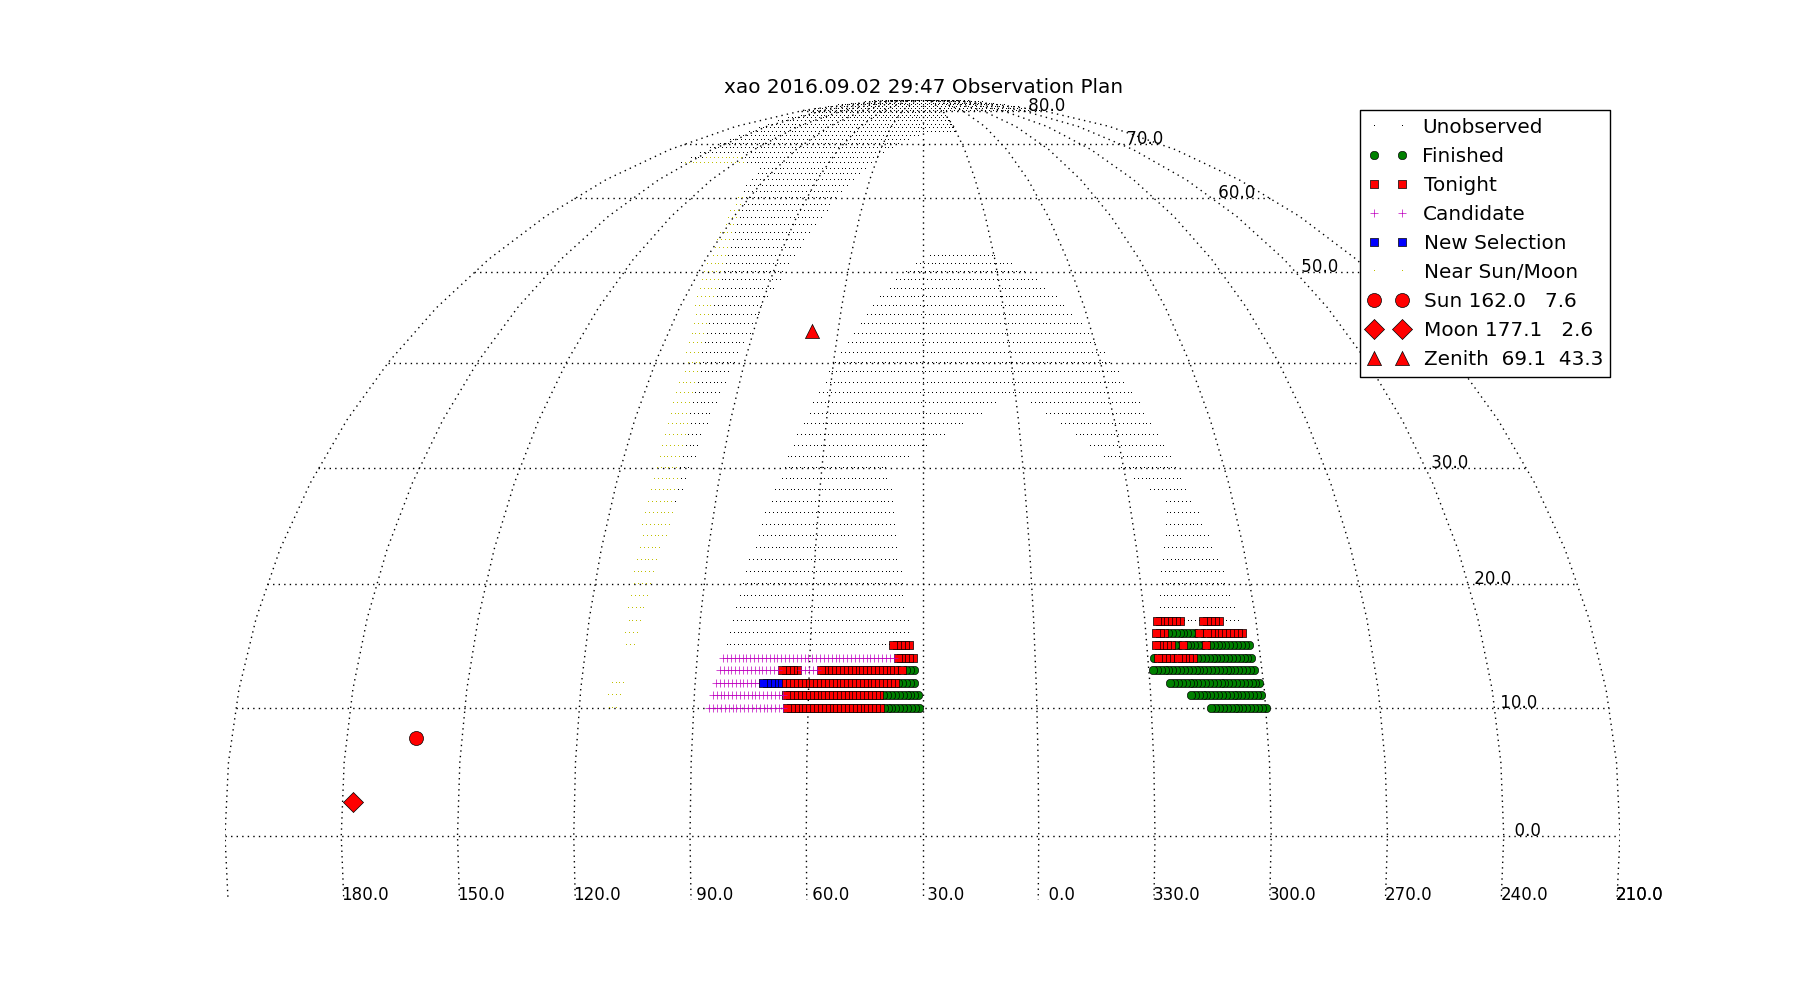 xao 2016.09.02 29:47 Observation Plan
80.0
70.0
60.0
50.0
30.0
20.0
10.0
0.0
Unobserved
Finished
Tonight
Candidate
New Selection
Near Sun/Moon
Sun 162.0 7.6
Moon 177.1 2.6
Zenith 69.1 43.3
180.0 150.0 120.0 90.0 60.0 30.0 0.0 330.0 300.0 270.0 240.0